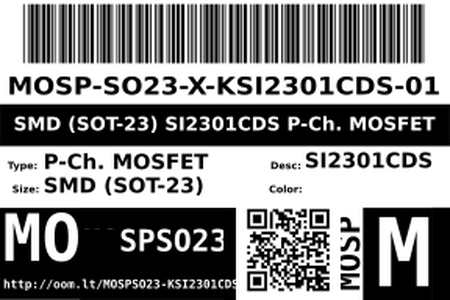 MOSP-SO23-X-KSI2301CDS-01
SMD (SOT-23) SI2301CDS P-Ch. MOSFET
Type: P-Ch. MOSFET
Desc: SI2301CDS
Size: SMD (SOT-23)
Color:
MO
SPSO23
http://oom.lt/MOSPSO23-KSI2301CDS
MOSP
M